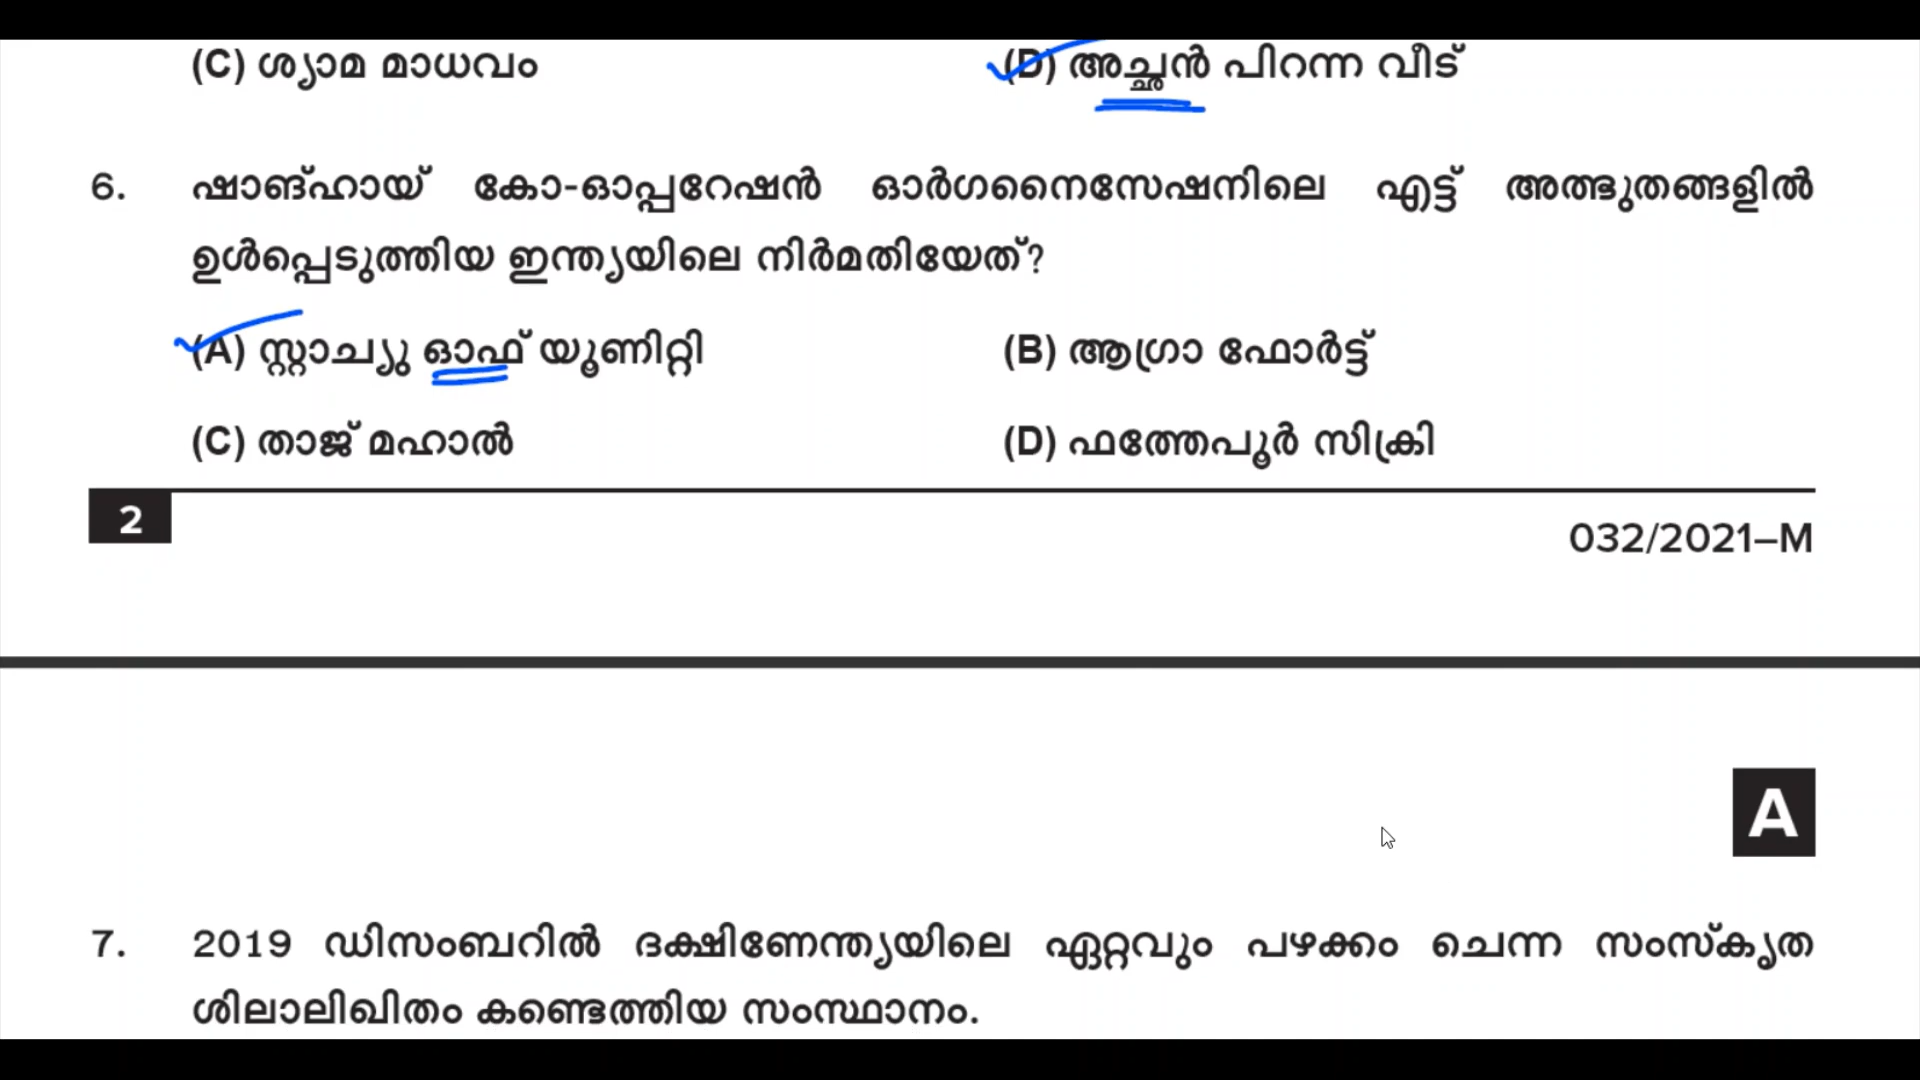 (C) ശ്യാമ മാധവം (D) അച്ഛൻ പിറന്ന വീട്
6. ഷാങ്ഹായ് കോ-ഓപ്പറേഷൻ ഓർഗനൈസേഷനിലെ എട്ട് അത്ഭുതങ്ങളിൽ
ഉൾപ്പെടുത്തിയ ഇന്ത്യയിലെ നിർമതിയേത്?
(A) സ്റ്റാച്യു ഓഫ് യൂണിറ്റി (B) ആഗ്രാ ഫോർട്ട്
(C) താജ് മഹാൽ (D) ഫത്തേപൂർ സിക്രി
2
032/2021–M
A
7. 2019 ഡിസംബറിൽ ദക്ഷിണേന്ത്യയിലെ ഏറ്റവും പഴക്കം ചെന്ന സംസ്കൃത
ശിലാലിഖിതം കണ്ടെത്തിയ സംസ്ഥാനം.